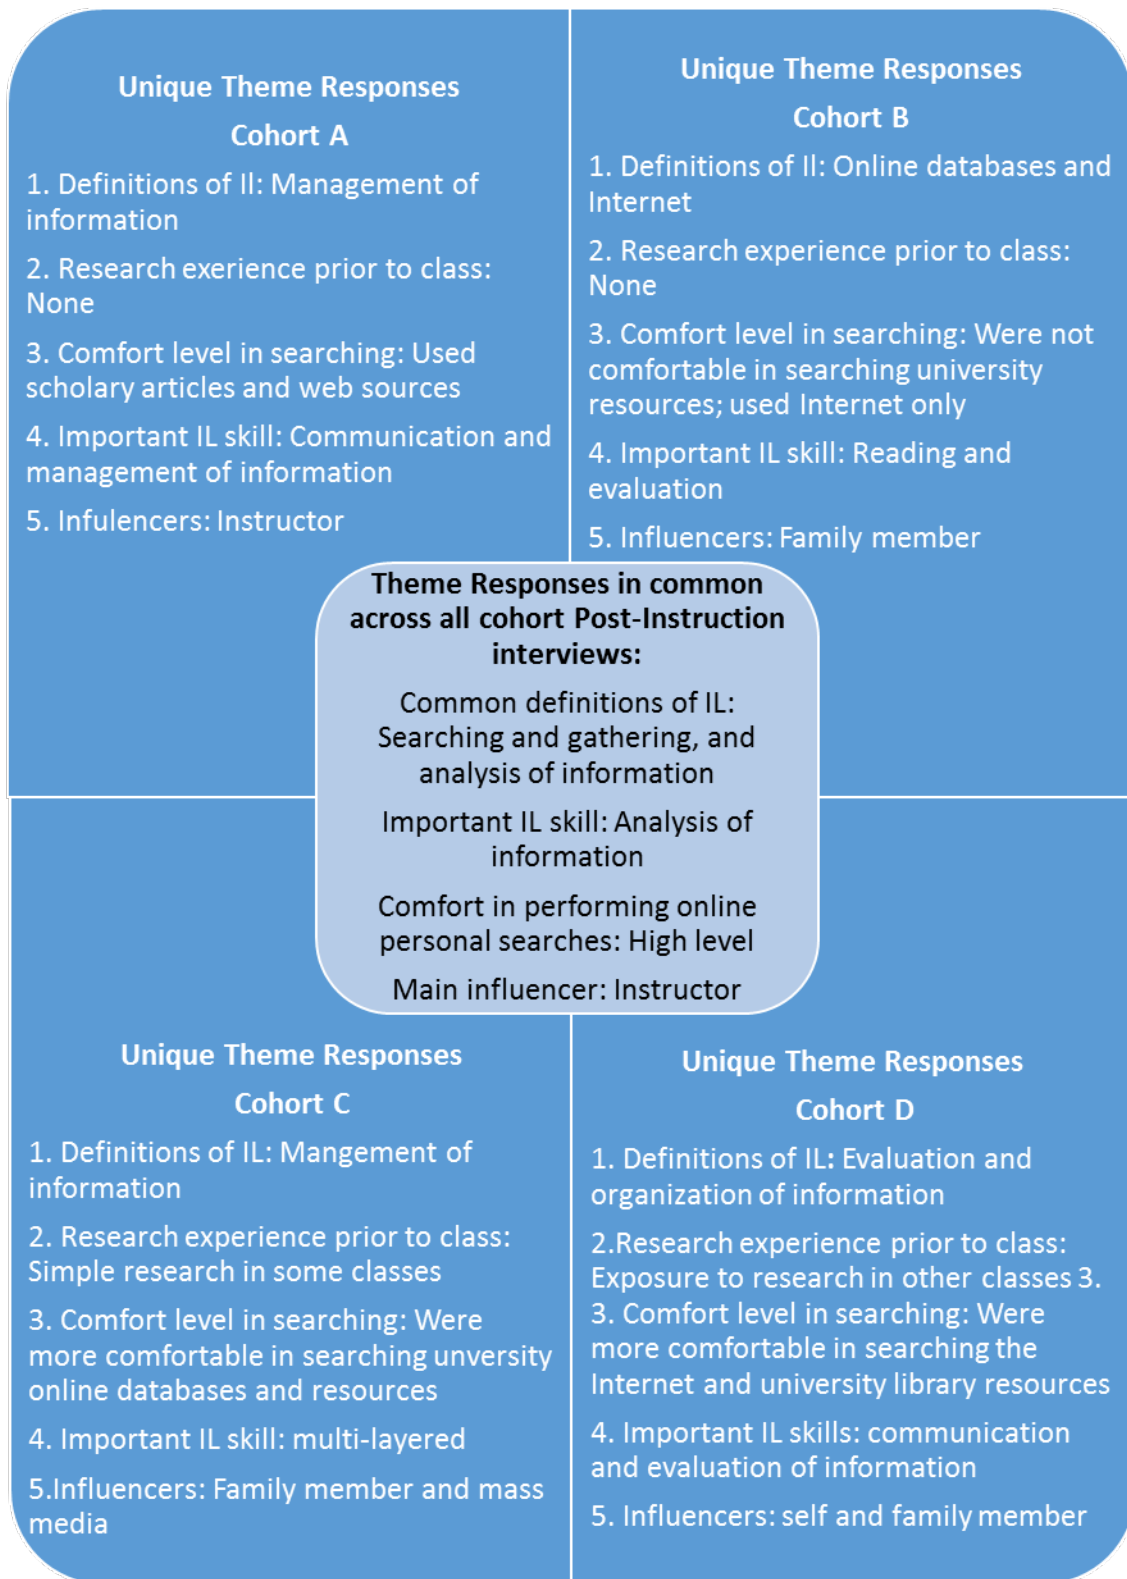 Unique Theme Responses
Cohort A
1. Definitions of Il: Management of
information
2. Research exerience prior to class:
None
3. Comfort level in searching: Used
scholary articles and web sources
4. Important IL skill: Communication and
management of information
5. Infulencers: Instructor
Unique Theme Responses
Cohort B
1. Definitions of Il: Online databases and
Internet
2. Research experience prior to class:
None
3. Comfort level in searching: Were not
comfortable in searching university
resources; used Internet only
4. Important IL skill: Reading and
evaluation
5. Influencers: Family member
Theme Responses in common
across all cohort Post-Instruction
interviews:
Common definitions of IL:
Searching and gathering, and
analysis of information
Important IL skill: Analysis of
information
Comfort in performing online
personal searches: High level
Main influencer: Instructor
Unique Theme Responses
Cohort C
1. Definitions of IL: Mangement of
information
2. Research experience prior to class:
Simple research in some classes
3. Comfort level in searching: Were
more comfortable in searching unversity
online databases and resources
4. Important IL skill: multi-layered
5.Influencers: Family member and mass
media
Unique Theme Responses
Cohort D
1. Definitions of IL: Evaluation and
organization of information
2.Research experience prior to class:
Exposure to research in other classes 3.
3. Comfort level in searching: Were
more comfortable in searching the
Internet and university library resources
4. Important IL skills: communication
and evaluation of information
5. Influencers: self and family member